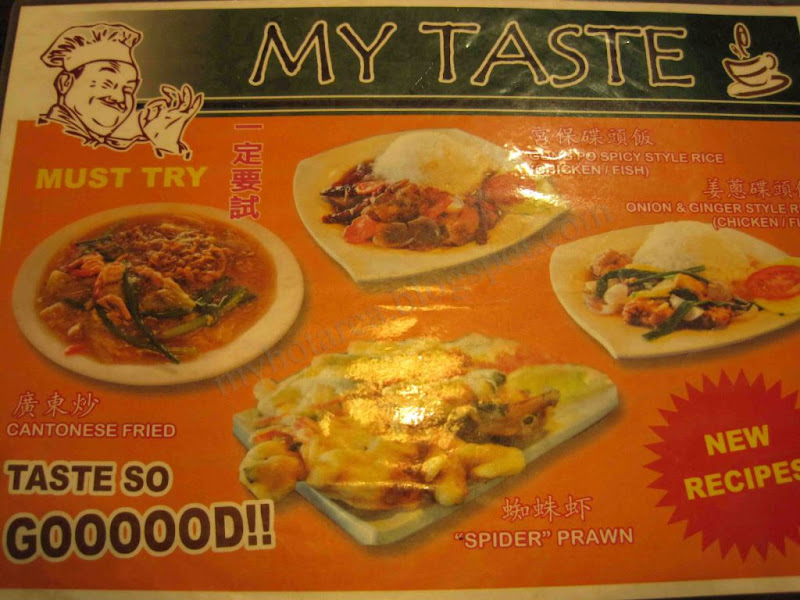 MY TASTE
MUST TRY
一定要試
宮保碟頭飯
PO SPICY STYLE RICE
(CHICKEN / FISH)
姜蔥碟頭
ONION & GINGER STYLE
(CHICKEN /
廣東炒
CANTONESE FRIED
TASTE SO
GOOOOOD!!
蜘蛛虾
"SPIDER" PRAWN
NEW
RECIPES